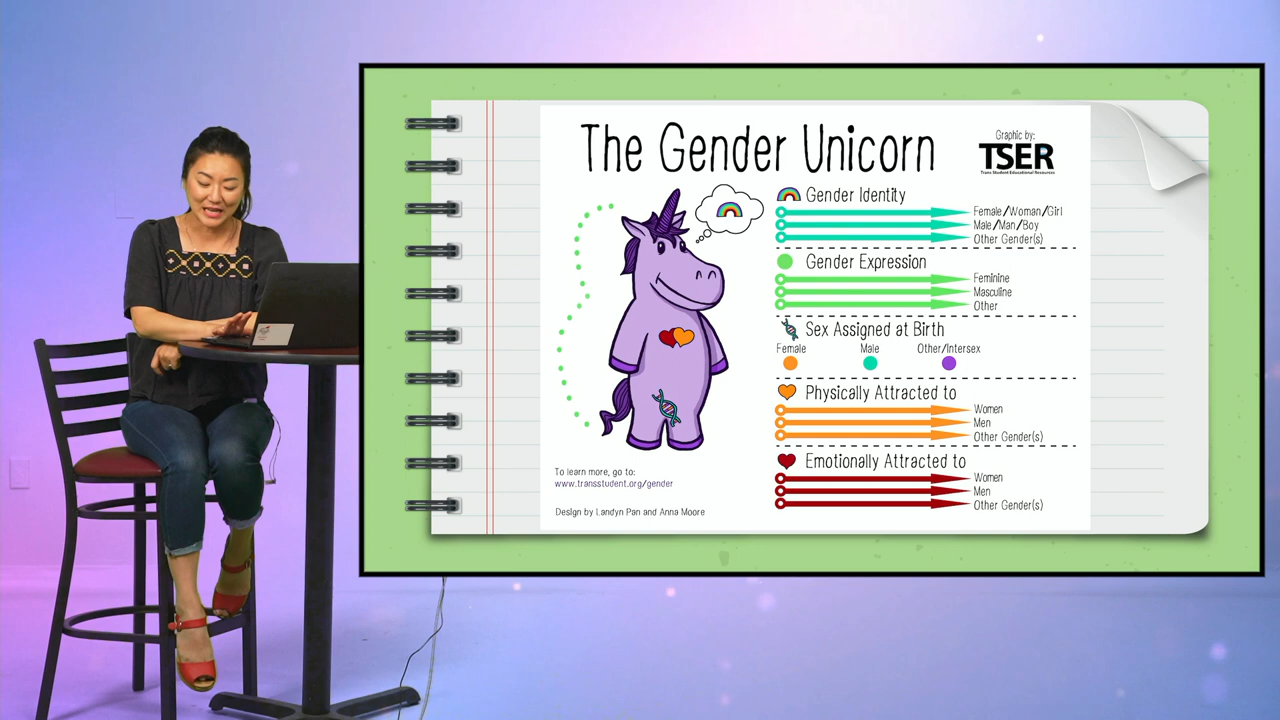 The Gender Unicorn
Graphic by:
TSER
Trans Student Educational Resources
Gender Identity
Female/Woman/Girl
Male/Man/Boy
Other Gender(s)
Gender Expression
Feminine
Masculine
Other
Sex Assigned at Birth
Female
Male
Other/Intersex
Physically Attracted to
Women
Men
Other Gender(s)
Emotionally Attracted to
Women
Men
Other Gender(s)
To learn more, go to:
www.transstudent.org/gender
Design by Landyn Pan and Anna Moore